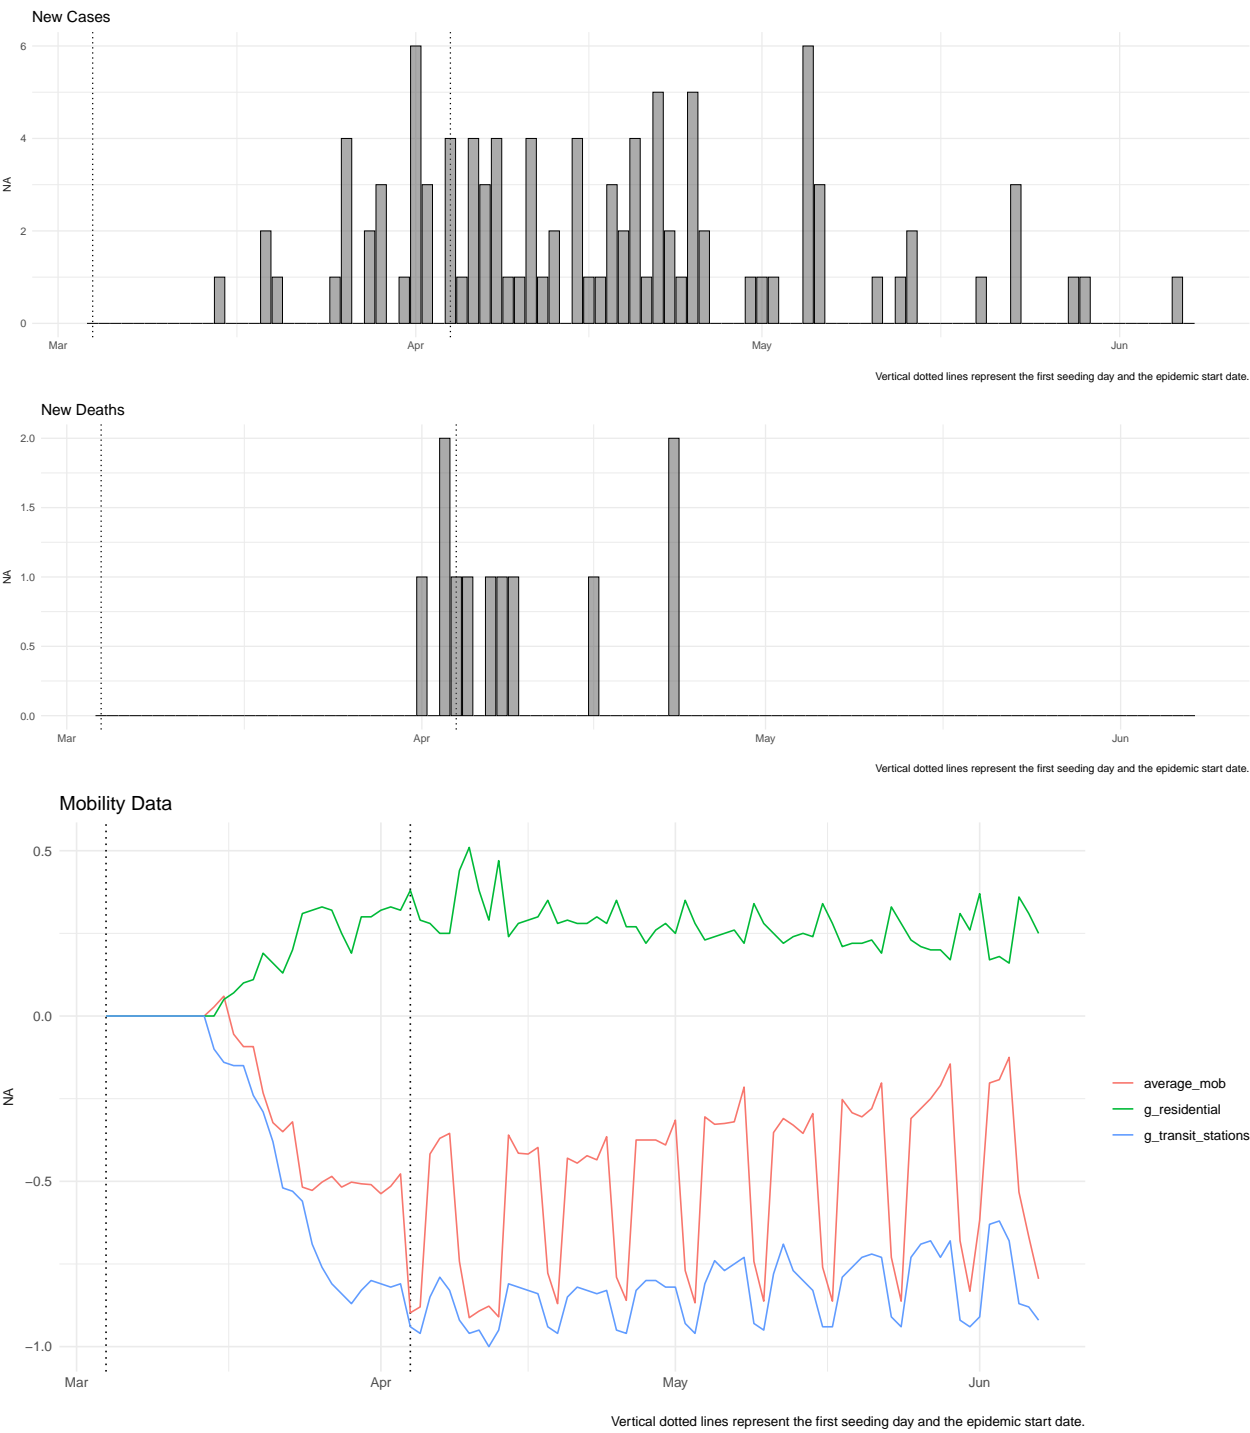 New Cases
6
4
2
0
NA
Mar
Apr
May
Jun
Vertical dotted lines represent the first seeding day and the epidemic start date.
New Deaths
2.0
1.5
1.0
0.5
0.0
NA
Mar
Apr
May
Jun
Vertical dotted lines represent the first seeding day and the epidemic start date.
Mobility Data
0.5
0.0
−0.5
−1.0
NA
Mar
Apr
May
Jun
average_mob
g_residential
g_transit_stations
Vertical dotted lines represent the first seeding day and the epidemic start date.